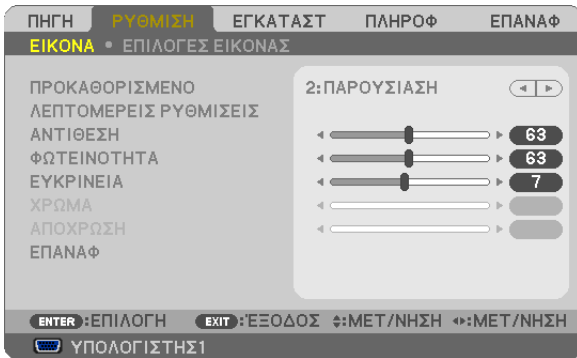 ΠΗΓΗ ΡΥΘΜΙΣΗ ΕΓΚΑΤΑΣΤ ΠΛΗΡΟΦ ΕΠΑΝΑΦ
ΕΙΚΟΝΑ • ΕΠΙΛΟΓΕΣ ΕΙΚΟΝΑΣ
ΠΡΟΚΑΘΟΡΙΣΜΕΝΟ 2:ΠΑΡΟΥΣΙΑΣΗ
ΛΕΠΤΟΜΕΡΕΙΣ ΡΥΘΜΙΣΕΙΣ
ΑΝΤΙΘΕΣΗ 63
ΦΩΤΕΙΝΟΤΗΤΑ 63
ΕΥΚΡΙΝΕΙΑ 7
ΧΡΩΜΑ
ΑΠΟΧΡΩΣΗ
ΕΠΑΝΑΦ
ENTER :ΕΠΙΛΟΓΗ EXIT :ΈΞΟΔΟΣ :ΜΕΤ/ΝΗΣΗ :ΜΕΤ/ΝΗΣΗ
ΥΠΟΛΟΓΙΣΤΗΣ1